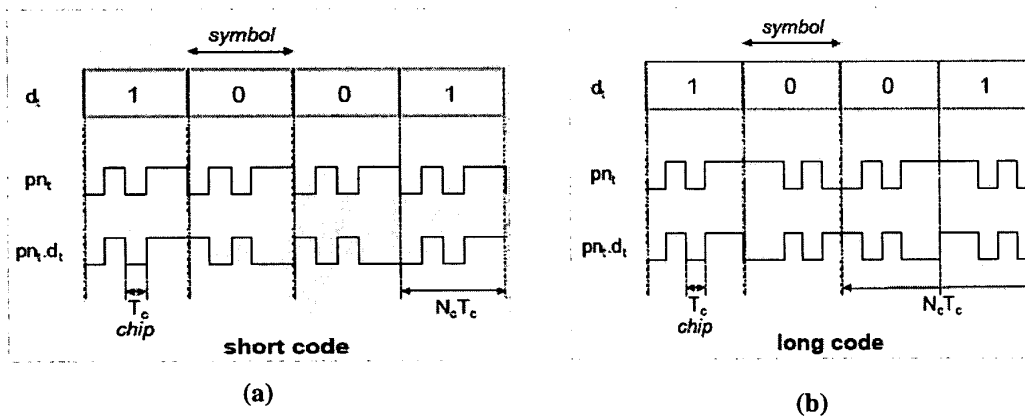 symbol
dₜ 1 0 0 1
pnₜ
pnₜ.dₜ
T꜀ N꜀T꜀
chip
short code
(a)
symbol
dₜ 1 0 0 1
pnₜ
pnₜ.dₜ
T꜀ N꜀T꜀
chip
long code
(b)